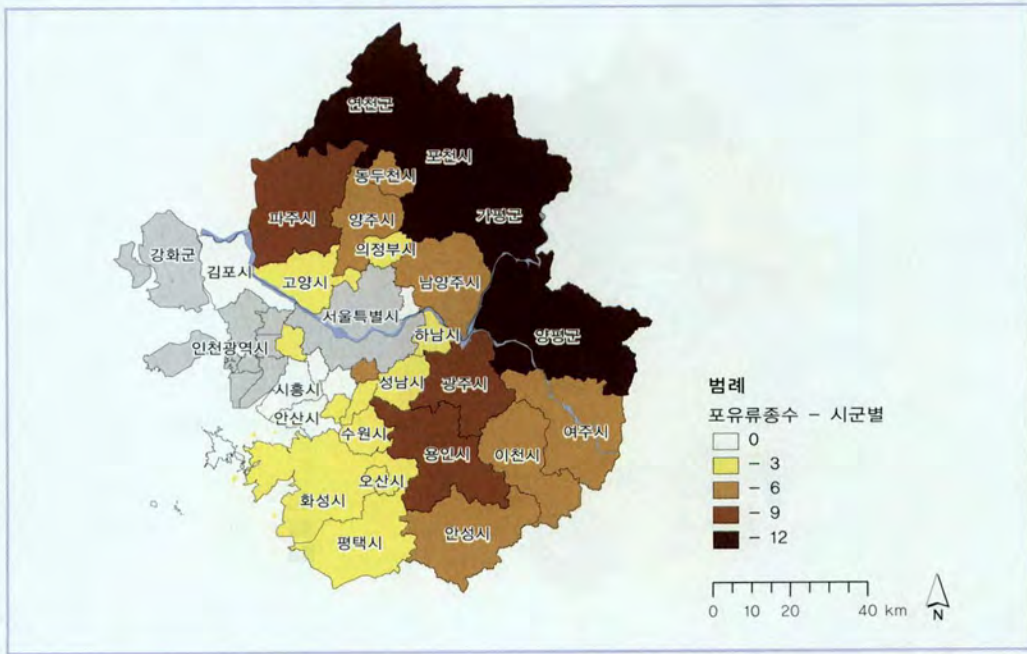 연천군
포천시
동두천시
파주시
양주시
가평군
강화군
의정부시
김포시
고양시
남양주시
서울특별시
하남시
인천광역시
양평군
성남시
광주시
시흥시
안산시
수원시
용인시
이천시
여주시
오산시
화성시
안성시
평택시
범례
포유류종수 - 시군별
0
- 3
- 6
- 9
- 12
0 10 20 40 km
N